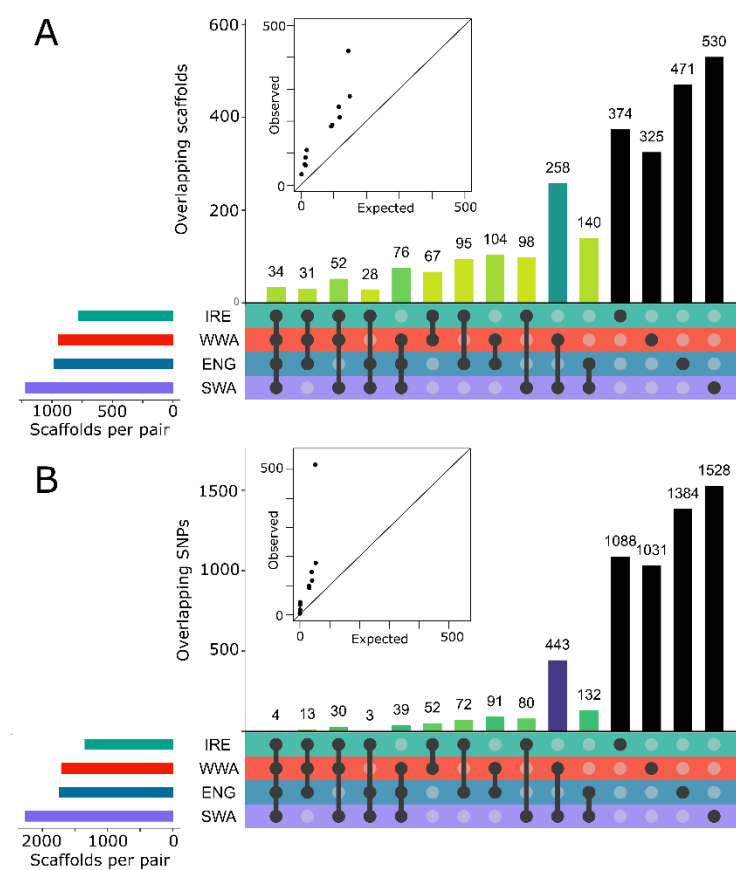 A
Overlapping scaffolds
600
400
200
0
500
0
Observed
0
Expected
500
34 31 52 28 76 67 95 104 98 258 140 374 325 471 530
IRE
WWA
ENG
SWA
1000 500 0
Scaffolds per pair
B
Overlapping SNPs
1500
1000
500
500
0
Observed
0
Expected
500
4 13 30 3 39 52 72 91 80 443 132 1088 1031 1384 1528
IRE
WWA
ENG
SWA
2000 1000 0
Scaffolds per pair